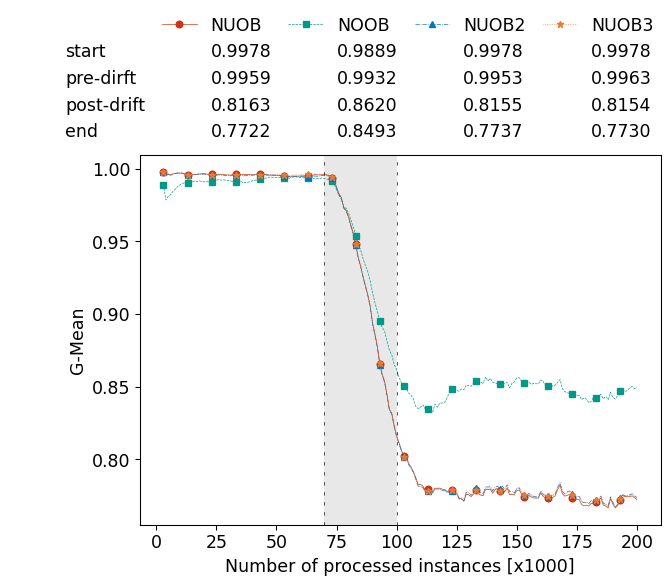 NUOB NOOB NUOB2 NUOB3
start 0.9978 0.9889 0.9978 0.9978
pre-dirft 0.9959 0.9932 0.9953 0.9963
post-drift 0.8163 0.8620 0.8155 0.8154
end 0.7722 0.8493 0.7737 0.7730
1.00
0.95
0.90
0.85
0.80
G-Mean
0 25 50 75 100 125 150 175 200
Number of processed instances [x1000]